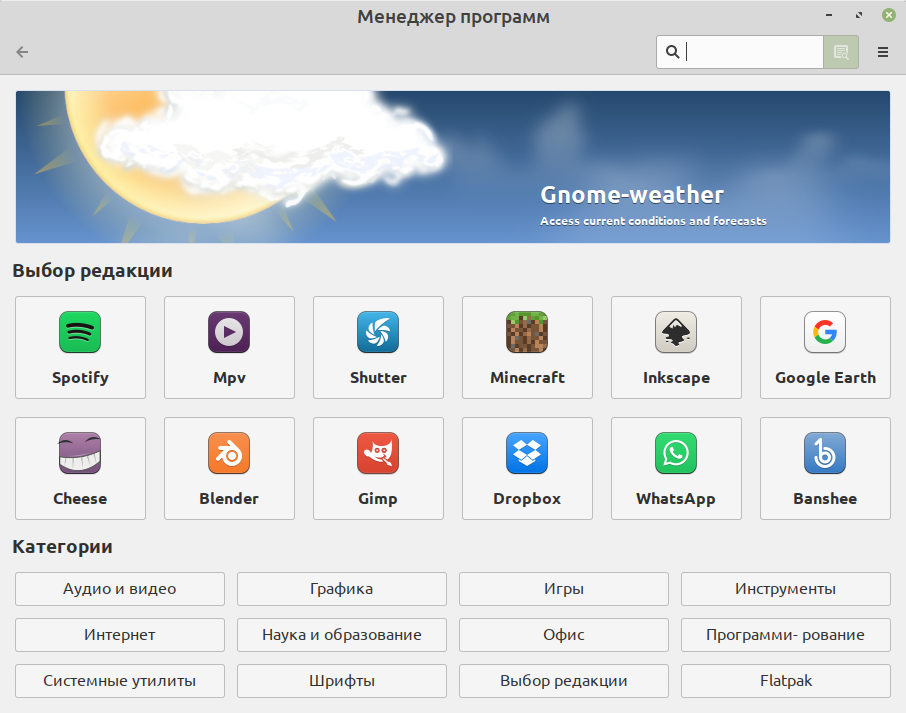 Менеджер программ
Gnome-weather
Access current conditions and forecasts
Выбор редакции
Spotify
Mpv
Shutter
Minecraft
Inkscape
Google Earth
Cheese
Blender
Gimp
Dropbox
WhatsApp
Banshee
Категории
Аудио и видео
Графика
Игры
Инструменты
Интернет
Наука и образование
Офис
Программи- рование
Системные утилиты
Шрифты
Выбор редакции
Flatpak